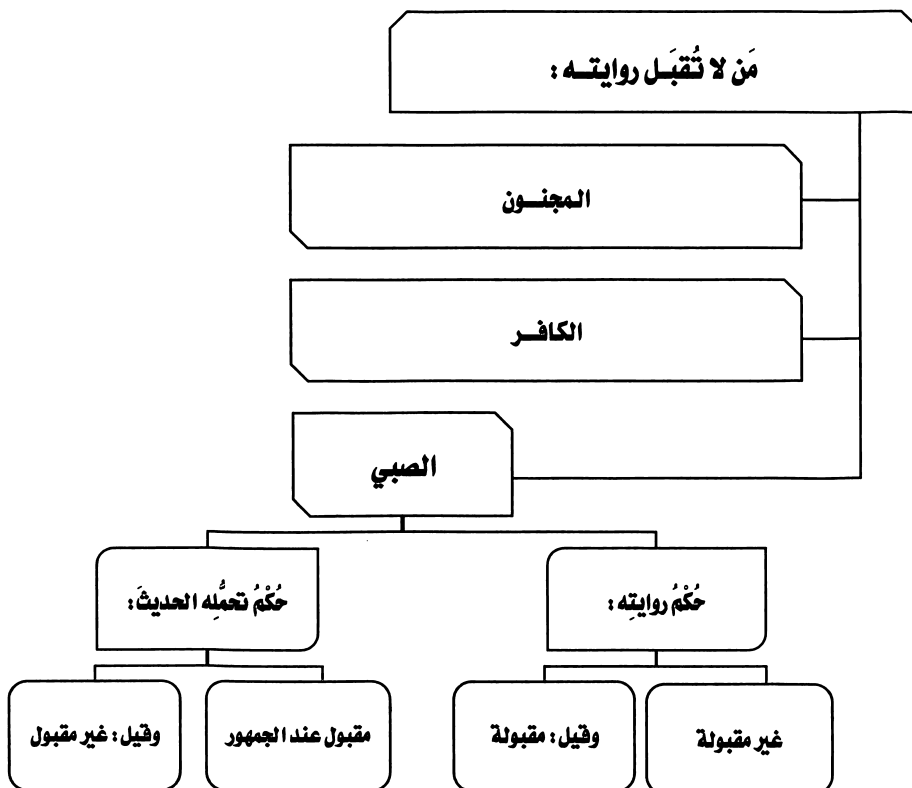 مَن لا تُقبَـل روايتـه :
المجنـون
الكافـر
الصبي
حُكْمُ روايتِه :
حُكْمُ تحمُّلِه الحديثَ :
غير مقبولة
وقيل : مقبولة
مقبول عند الجمهور
وقيل : غير مقبول